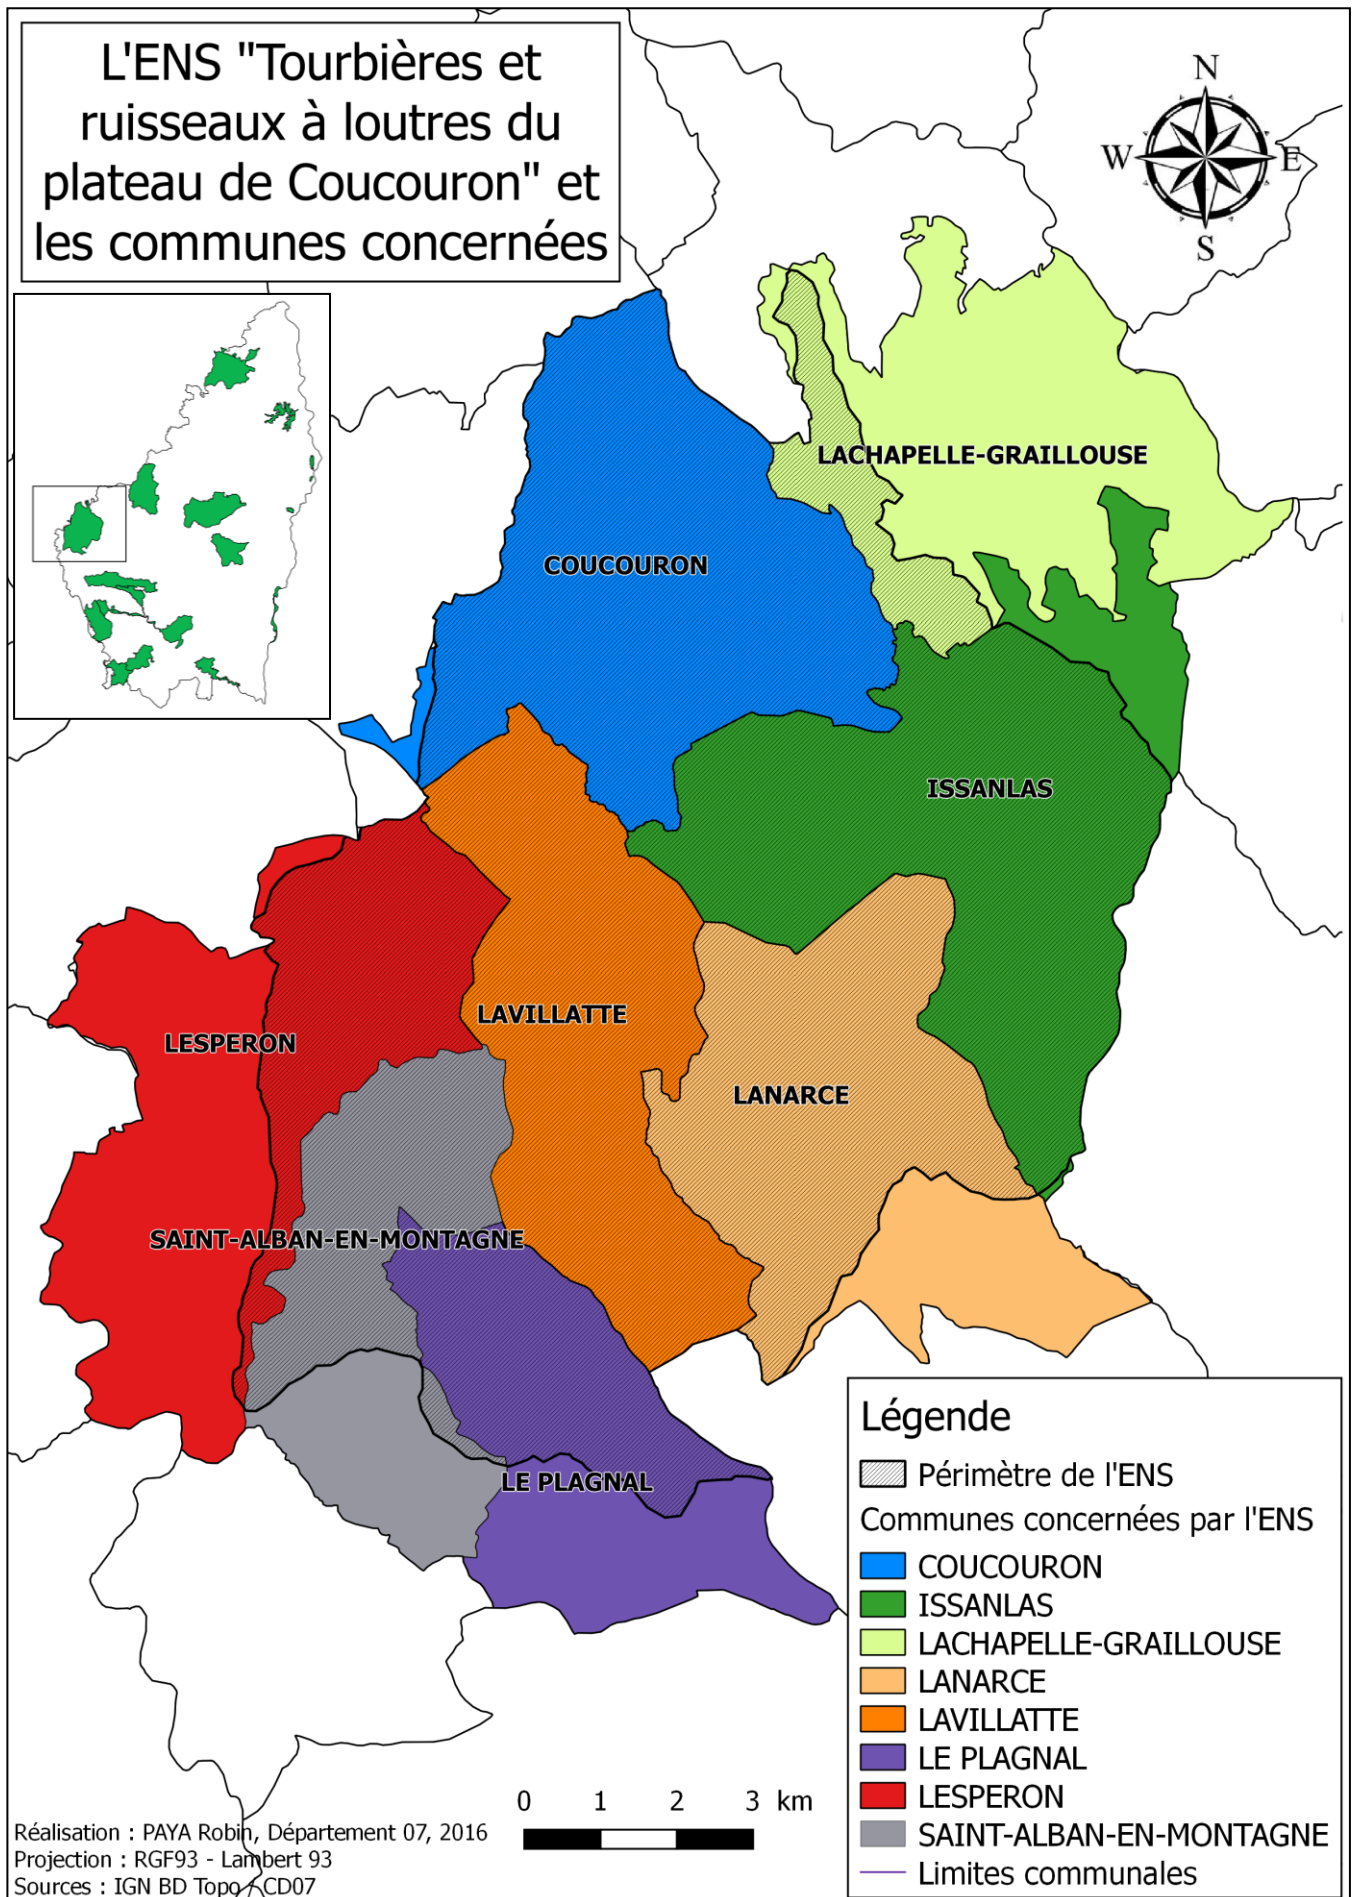 L'ENS "Tourbières et
ruisseaux à loutres du
plateau de Coucouron" et
les communes concernées
N
W
E
S
LACHAPELLE-GRAILLOUSE
COUCOURON
ISSANLAS
LAVILLATTE
LESPERON
LANARCE
SAINT-ALBAN-EN-MONTAGNE
LE PLAGNAL
Légende
Périmètre de l'ENS
Communes concernées par l'ENS
COUCOURON
ISSANLAS
LACHAPELLE-GRAILLOUSE
LANARCE
LAVILLATTE
LE PLAGNAL
LESPERON
SAINT-ALBAN-EN-MONTAGNE
Limites communales
0 1 2 3 km
Réalisation : PAYA Robin, Département 07, 2016
Projection : RGF93 - Lambert 93
Sources : IGN BD Topo / CD07